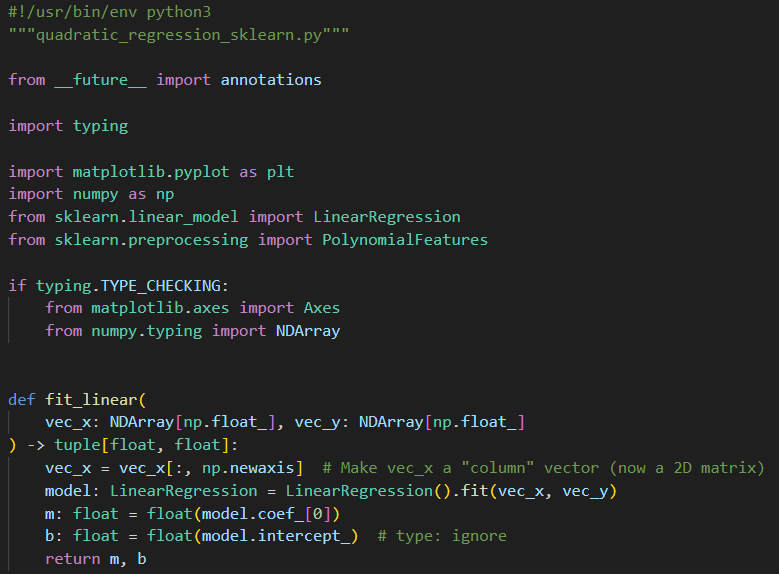 #!/usr/bin/env python3
"""quadratic_regression_sklearn.py"""
from __future__ import annotations
import typing
import matplotlib.pyplot as plt
import numpy as np
from sklearn.linear_model import LinearRegression
from sklearn.preprocessing import PolynomialFeatures
if typing.TYPE_CHECKING:
    from matplotlib.axes import Axes
    from numpy.typing import NDArray
def fit_linear(
    vec_x: NDArray[np.float_], vec_y: NDArray[np.float_]
) -> tuple[float, float]:
    vec_x = vec_x[:, np.newaxis]  # Make vec_x a "column" vector (now a 2D matrix)
    model: LinearRegression = LinearRegression().fit(vec_x, vec_y)
    m: float = float(model.coef_[0])
    b: float = float(model.intercept_)  # type: ignore
    return m, b